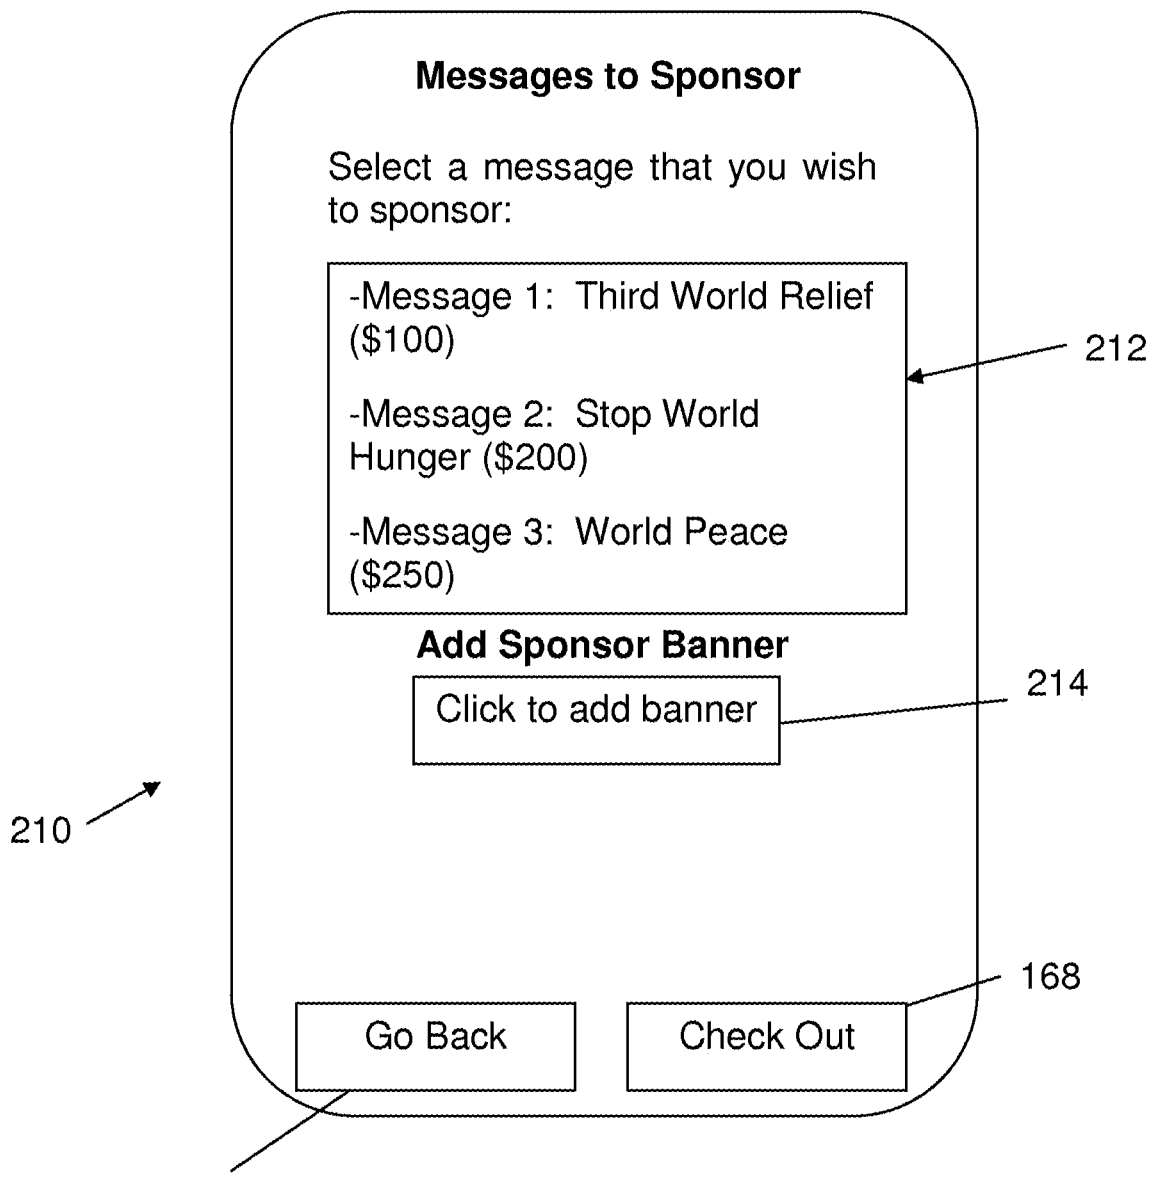 Messages to Sponsor
Select a message that you wish
to sponsor:
-Message 1:  Third World Relief
($100)
212
-Message 2:  Stop World
Hunger ($200)
-Message 3:  World Peace
($250)
Add Sponsor Banner
214
Click to add banner
210
168
Go Back
Check Out